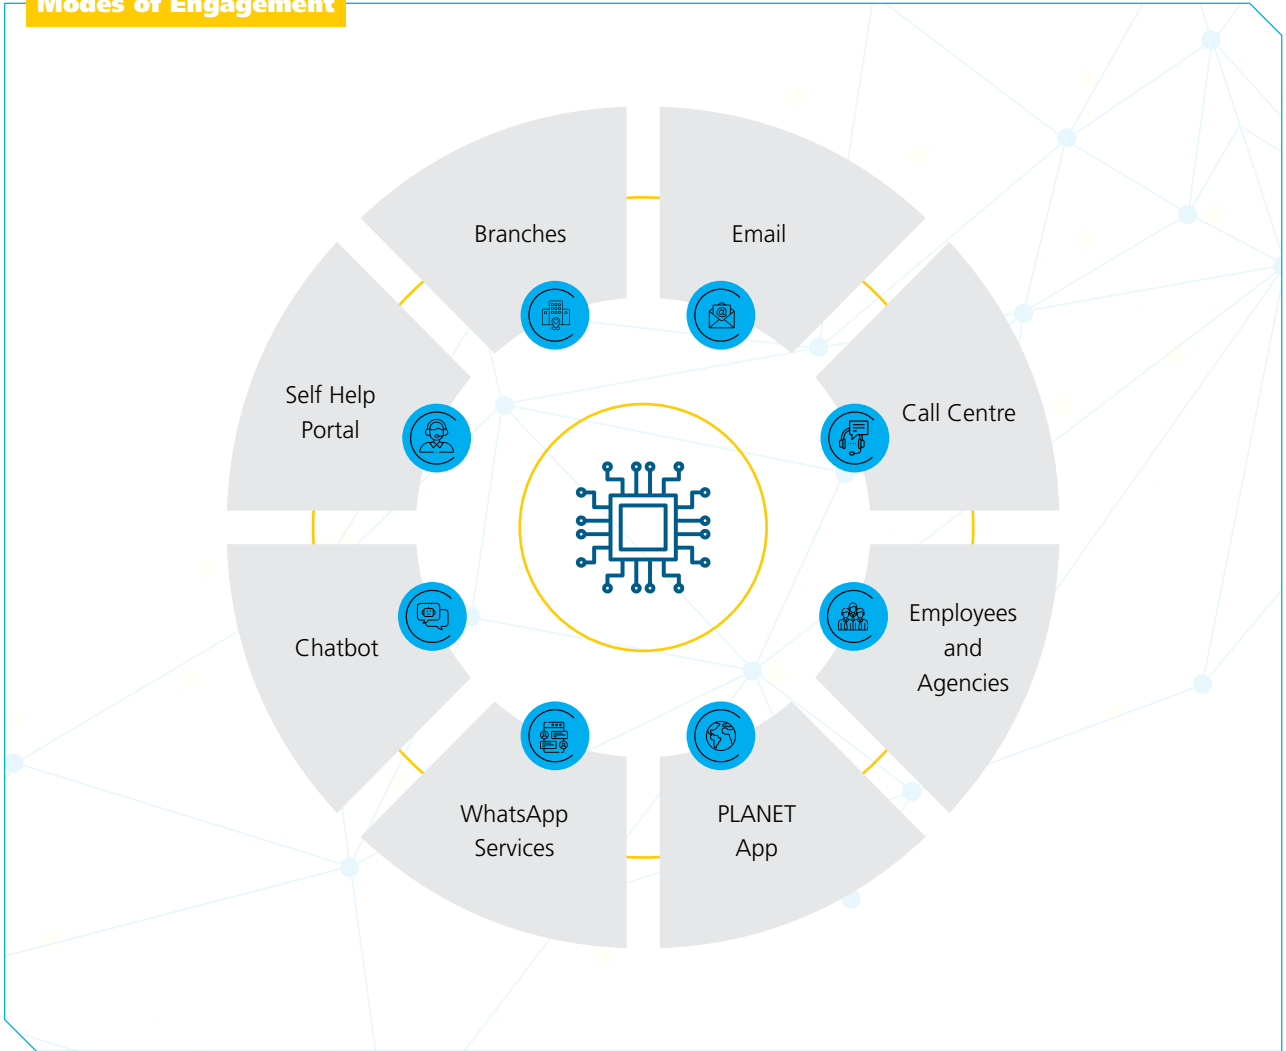 Modes of Engagement
Branches
Email
Self Help
Portal
Call Centre
Chatbot
Employees
and
Agencies
WhatsApp
Services
PLANET
App